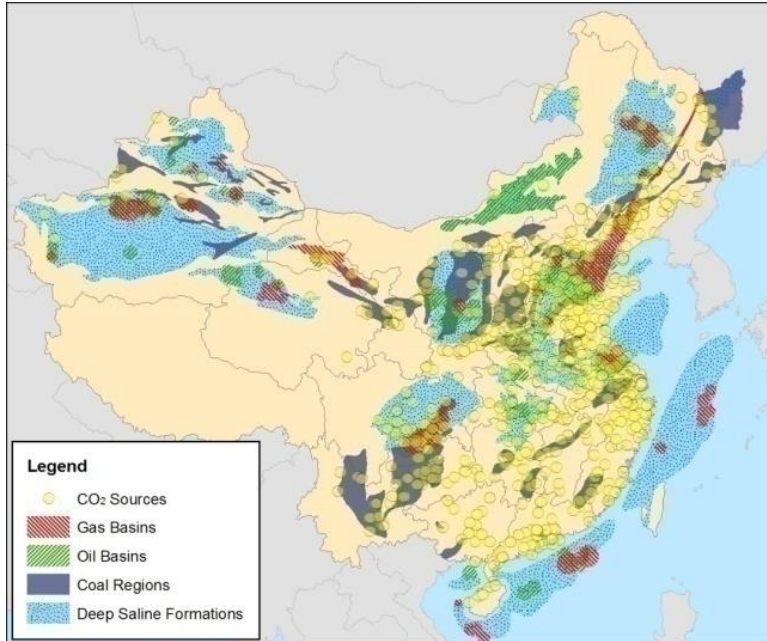 Legend
CO₂ Sources
Gas Basins
Oil Basins
Coal Regions
Deep Saline Formations